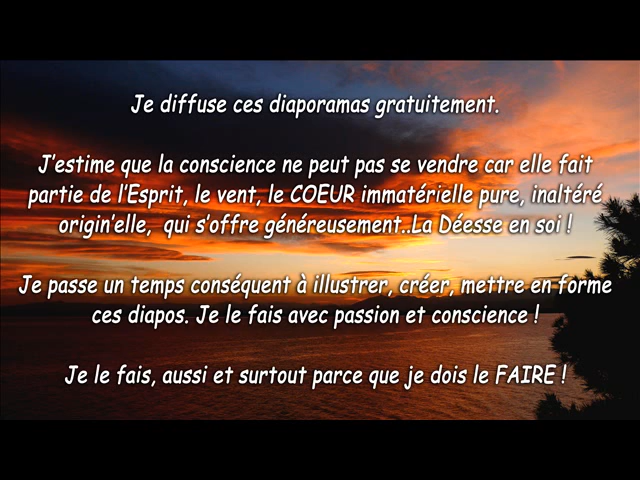 Je diffuse ces diaporamas gratuitement.
J'estime que la conscience ne peut pas se vendre car elle fait
partie de l'Esprit, le vent, le COEUR immatérielle pure, inaltéré
origin'elle, qui s'offre généreusement..La Déesse en soi !
Je passe un temps conséquent à illustrer, créer, mettre en forme
ces diapos. Je le fais avec passion et conscience !
Je le fais, aussi et surtout parce que je dois le FAIRE !